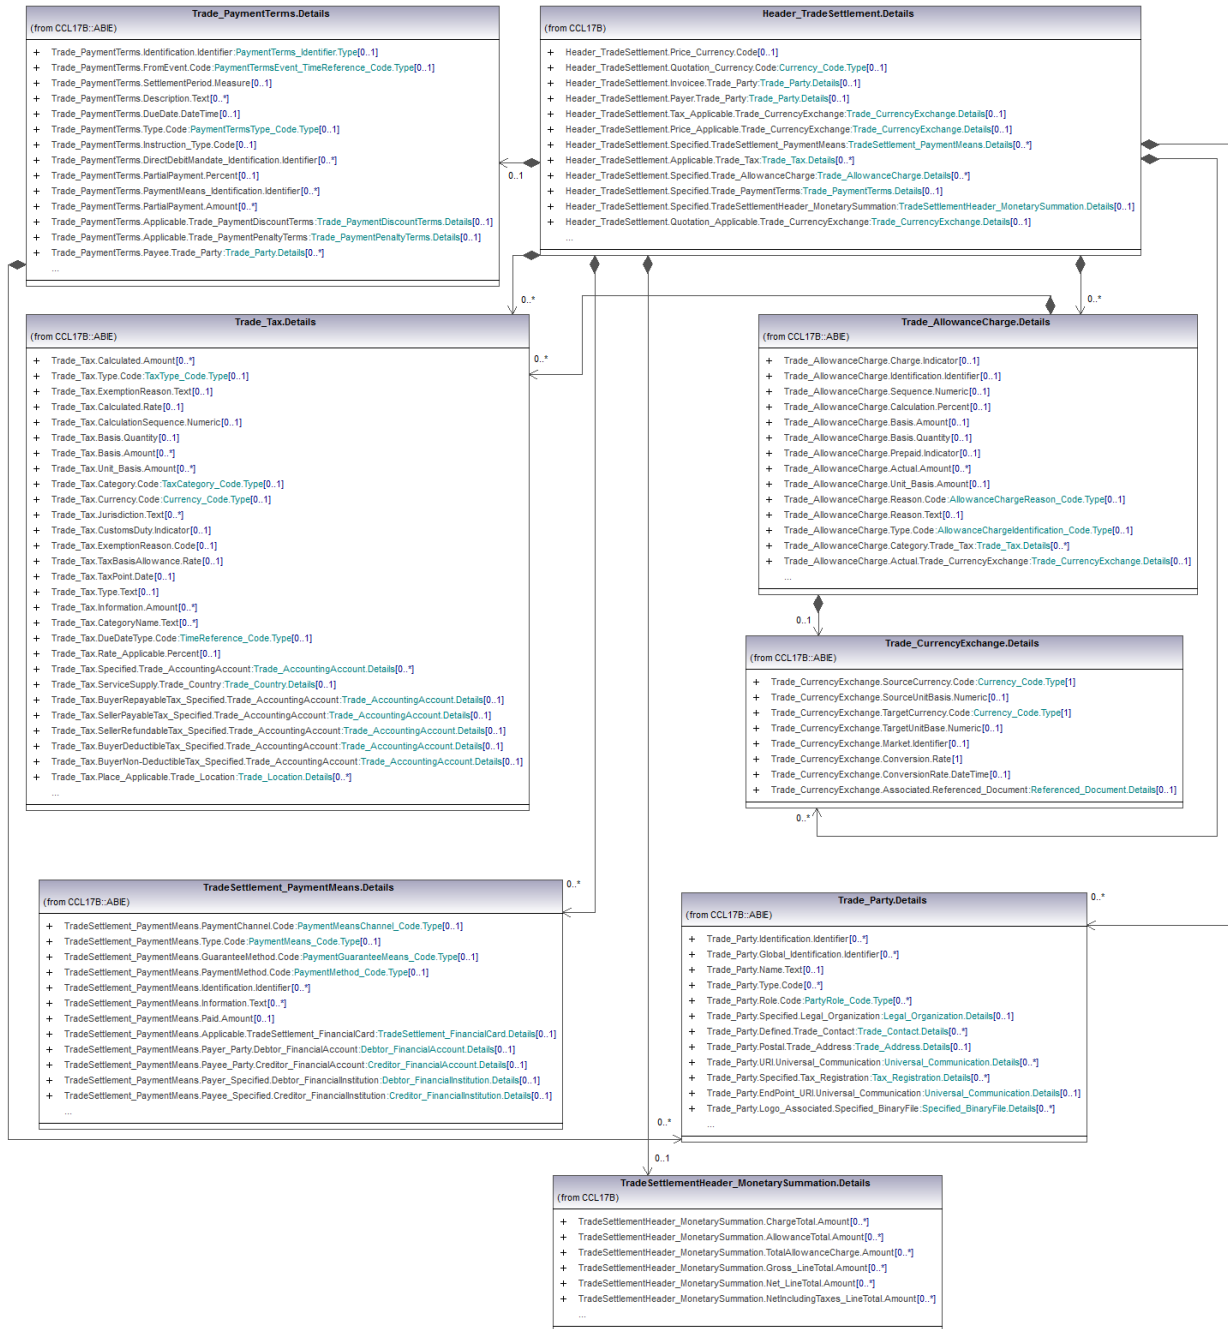 Trade_PaymentTerms.Details
(from CCL17B::ABIE)
+ Trade_PaymentTerms.Identification.Identifier:PaymentTerms_Identifier.Type[0..1]
+ Trade_PaymentTerms.FromEvent.Code:PaymentTermsEvent_TimeReference_Code.Type[0..1]
+ Trade_PaymentTerms.SettlementPeriod.Measure[0..1]
+ Trade_PaymentTerms.Description.Text[0..*]
+ Trade_PaymentTerms.DueDate.DateTime[0..1]
+ Trade_PaymentTerms.Type.Code:PaymentTermsType_Code.Type[0..1]
+ Trade_PaymentTerms.Instruction_Type.Code[0..1]
+ Trade_PaymentTerms.DirectDebitMandate_Identification.Identifier[0..*]
+ Trade_PaymentTerms.PartialPayment.Percent[0..1]
+ Trade_PaymentTerms.PaymentMeans_Identification.Identifier[0..*]
+ Trade_PaymentTerms.PartialPayment.Amount[0..*]
+ Trade_PaymentTerms.Applicable.Trade_PaymentDiscountTerms:Trade_PaymentDiscountTerms.Details[0..1]
+ Trade_PaymentTerms.Applicable.Trade_PaymentPenaltyTerms:Trade_PaymentPenaltyTerms.Details[0..1]
+ Trade_PaymentTerms.Payee.Trade_Party:Trade_Party.Details[0..*]
...
Header_TradeSettlement.Details
(from CCL17B)
+ Header_TradeSettlement.Price_Currency.Code[0..1]
+ Header_TradeSettlement.Quotation_Currency.Code:Currency_Code.Type[0..1]
+ Header_TradeSettlement.Invoicee.Trade_Party:Trade_Party.Details[0..1]
+ Header_TradeSettlement.Payer.Trade_Party:Trade_Party.Details[0..1]
+ Header_TradeSettlement.Tax_Applicable.Trade_CurrencyExchange:Trade_CurrencyExchange.Details[0..1]
+ Header_TradeSettlement.Price_Applicable.Trade_CurrencyExchange:Trade_CurrencyExchange.Details[0..1]
+ Header_TradeSettlement.Specified.TradeSettlement_PaymentMeans:TradeSettlement_PaymentMeans.Details[0..*]
+ Header_TradeSettlement.Applicable.Trade_Tax:Trade_Tax.Details[0..*]
+ Header_TradeSettlement.Specified.Trade_AllowanceCharge:Trade_AllowanceCharge.Details[0..*]
+ Header_TradeSettlement.Specified.Trade_PaymentTerms:Trade_PaymentTerms.Details[0..1]
+ Header_TradeSettlement.Specified.TradeSettlementHeader_MonetarySummation:TradeSettlementHeader_MonetarySummation.Details[0..1]
+ Header_TradeSettlement.Quotation_Applicable.Trade_CurrencyExchange:Trade_CurrencyExchange.Details[0..1]
...
0..1
0..*
0..*
0..*
Trade_Tax.Details
(from CCL17B::ABIE)
+ Trade_Tax.Calculated.Amount[0..*]
+ Trade_Tax.Type.Code:TaxType_Code.Type[0..1]
+ Trade_Tax.ExemptionReason.Text[0..1]
+ Trade_Tax.Calculated.Rate[0..1]
+ Trade_Tax.CalculationSequence.Numeric[0..1]
+ Trade_Tax.Basis.Quantity[0..1]
+ Trade_Tax.Basis.Amount[0..*]
+ Trade_Tax.Unit_Basis.Amount[0..*]
+ Trade_Tax.Category.Code:TaxCategory_Code.Type[0..1]
+ Trade_Tax.Currency.Code:Currency_Code.Type[0..1]
+ Trade_Tax.Jurisdiction.Text[0..*]
+ Trade_Tax.CustomsDuty.Indicator[0..1]
+ Trade_Tax.ExemptionReason.Code[0..1]
+ Trade_Tax.TaxBasisAllowance.Rate[0..1]
+ Trade_Tax.TaxPoint.Date[0..1]
+ Trade_Tax.Type.Text[0..1]
+ Trade_Tax.Information.Amount[0..*]
+ Trade_Tax.CategoryName.Text[0..*]
+ Trade_Tax.DueDateType.Code:TimeReference_Code.Type[0..1]
+ Trade_Tax.Rate_Applicable.Percent[0..1]
+ Trade_Tax.Specified.Trade_AccountingAccount:Trade_AccountingAccount.Details[0..*]
+ Trade_Tax.ServiceSupply.Trade_Country:Trade_Country.Details[0..1]
+ Trade_Tax.BuyerRepayableTax_Specified.Trade_AccountingAccount:Trade_AccountingAccount.Details[0..1]
+ Trade_Tax.SellerPayableTax_Specified.Trade_AccountingAccount:Trade_AccountingAccount.Details[0..1]
+ Trade_Tax.SellerRefundableTax_Specified.Trade_AccountingAccount:Trade_AccountingAccount.Details[0..1]
+ Trade_Tax.BuyerDeductibleTax_Specified.Trade_AccountingAccount:Trade_AccountingAccount.Details[0..1]
+ Trade_Tax.BuyerNon-DeductibleTax_Specified.Trade_AccountingAccount:Trade_AccountingAccount.Details[0..1]
+ Trade_Tax.Place_Applicable.Trade_Location:Trade_Location.Details[0..*]
...
Trade_AllowanceCharge.Details
(from CCL17B::ABIE)
+ Trade_AllowanceCharge.Charge.Indicator[0..1]
+ Trade_AllowanceCharge.Identification.Identifier[0..1]
+ Trade_AllowanceCharge.Sequence.Numeric[0..1]
+ Trade_AllowanceCharge.Calculation.Percent[0..1]
+ Trade_AllowanceCharge.Basis.Amount[0..1]
+ Trade_AllowanceCharge.Basis.Quantity[0..1]
+ Trade_AllowanceCharge.Prepaid.Indicator[0..1]
+ Trade_AllowanceCharge.Actual.Amount[0..*]
+ Trade_AllowanceCharge.Unit_Basis.Amount[0..1]
+ Trade_AllowanceCharge.Reason.Code:AllowanceChargeReason_Code.Type[0..1]
+ Trade_AllowanceCharge.Reason.Text[0..1]
+ Trade_AllowanceCharge.Type.Code:AllowanceChargeIdentification_Code.Type[0..1]
+ Trade_AllowanceCharge.Category.Trade_Tax:Trade_Tax.Details[0..*]
+ Trade_AllowanceCharge.Actual.Trade_CurrencyExchange:Trade_CurrencyExchange.Details[0..1]
...
0..1
Trade_CurrencyExchange.Details
(from CCL17B::ABIE)
+ Trade_CurrencyExchange.SourceCurrency.Code:Currency_Code.Type[1]
+ Trade_CurrencyExchange.SourceUnitBasis.Numeric[0..1]
+ Trade_CurrencyExchange.TargetCurrency.Code:Currency_Code.Type[1]
+ Trade_CurrencyExchange.TargetUnitBase.Numeric[0..1]
+ Trade_CurrencyExchange.Market.Identifier[0..1]
+ Trade_CurrencyExchange.Conversion.Rate[1]
+ Trade_CurrencyExchange.ConversionRate.DateTime[0..1]
+ Trade_CurrencyExchange.Associated.Referenced_Document:Referenced_Document.Details[0..1]
0..*
TradeSettlement_PaymentMeans.Details
(from CCL17B::ABIE)
+ TradeSettlement_PaymentMeans.PaymentChannel.Code:PaymentMeansChannel_Code.Type[0..1]
+ TradeSettlement_PaymentMeans.Type.Code:PaymentMeans_Code.Type[0..1]
+ TradeSettlement_PaymentMeans.GuaranteeMethod.Code:PaymentGuaranteeMeans_Code.Type[0..1]
+ TradeSettlement_PaymentMeans.PaymentMethod.Code:PaymentMethod_Code.Type[0..1]
+ TradeSettlement_PaymentMeans.Identification.Identifier[0..*]
+ TradeSettlement_PaymentMeans.Information.Text[0..*]
+ TradeSettlement_PaymentMeans.Paid.Amount[0..1]
+ TradeSettlement_PaymentMeans.Applicable.TradeSettlement_FinancialCard:TradeSettlement_FinancialCard.Details[0..1]
+ TradeSettlement_PaymentMeans.Payer_Party.Debtor_FinancialAccount:Debtor_FinancialAccount.Details[0..1]
+ TradeSettlement_PaymentMeans.Payee_Party.Creditor_FinancialAccount:Creditor_FinancialAccount.Details[0..1]
+ TradeSettlement_PaymentMeans.Payer_Specified.Debtor_FinancialInstitution:Debtor_FinancialInstitution.Details[0..1]
+ TradeSettlement_PaymentMeans.Payee_Specified.Creditor_FinancialInstitution:Creditor_FinancialInstitution.Details[0..1]
...
0..*
Trade_Party.Details
(from CCL17B::ABIE)
+ Trade_Party.Identification.Identifier[0..*]
+ Trade_Party.Global_Identification.Identifier[0..*]
+ Trade_Party.Name.Text[0..1]
+ Trade_Party.Type.Code[0..*]
+ Trade_Party.Role.Code:PartyRole_Code.Type[0..*]
+ Trade_Party.Specified.Legal_Organization:Legal_Organization.Details[0..1]
+ Trade_Party.Defined.Trade_Contact:Trade_Contact.Details[0..*]
+ Trade_Party.Postal.Trade_Address:Trade_Address.Details[0..1]
+ Trade_Party.URI.Universal_Communication:Universal_Communication.Details[0..*]
+ Trade_Party.Specified.Tax_Registration:Tax_Registration.Details[0..*]
+ Trade_Party.EndPoint_URI.Universal_Communication:Universal_Communication.Details[0..1]
+ Trade_Party.Logo_Associated.Specified_BinaryFile:Specified_BinaryFile.Details[0..*]
...
0..*
0..*
0..1
TradeSettlementHeader_MonetarySummation.Details
(from CCL17B)
+ TradeSettlementHeader_MonetarySummation.ChargeTotal.Amount[0..*]
+ TradeSettlementHeader_MonetarySummation.AllowanceTotal.Amount[0..*]
+ TradeSettlementHeader_MonetarySummation.TotalAllowanceCharge.Amount[0..*]
+ TradeSettlementHeader_MonetarySummation.Gross_LineTotal.Amount[0..*]
+ TradeSettlementHeader_MonetarySummation.Net_LineTotal.Amount[0..*]
+ TradeSettlementHeader_MonetarySummation.NetIncludingTaxes_LineTotal.Amount[0..*]
...